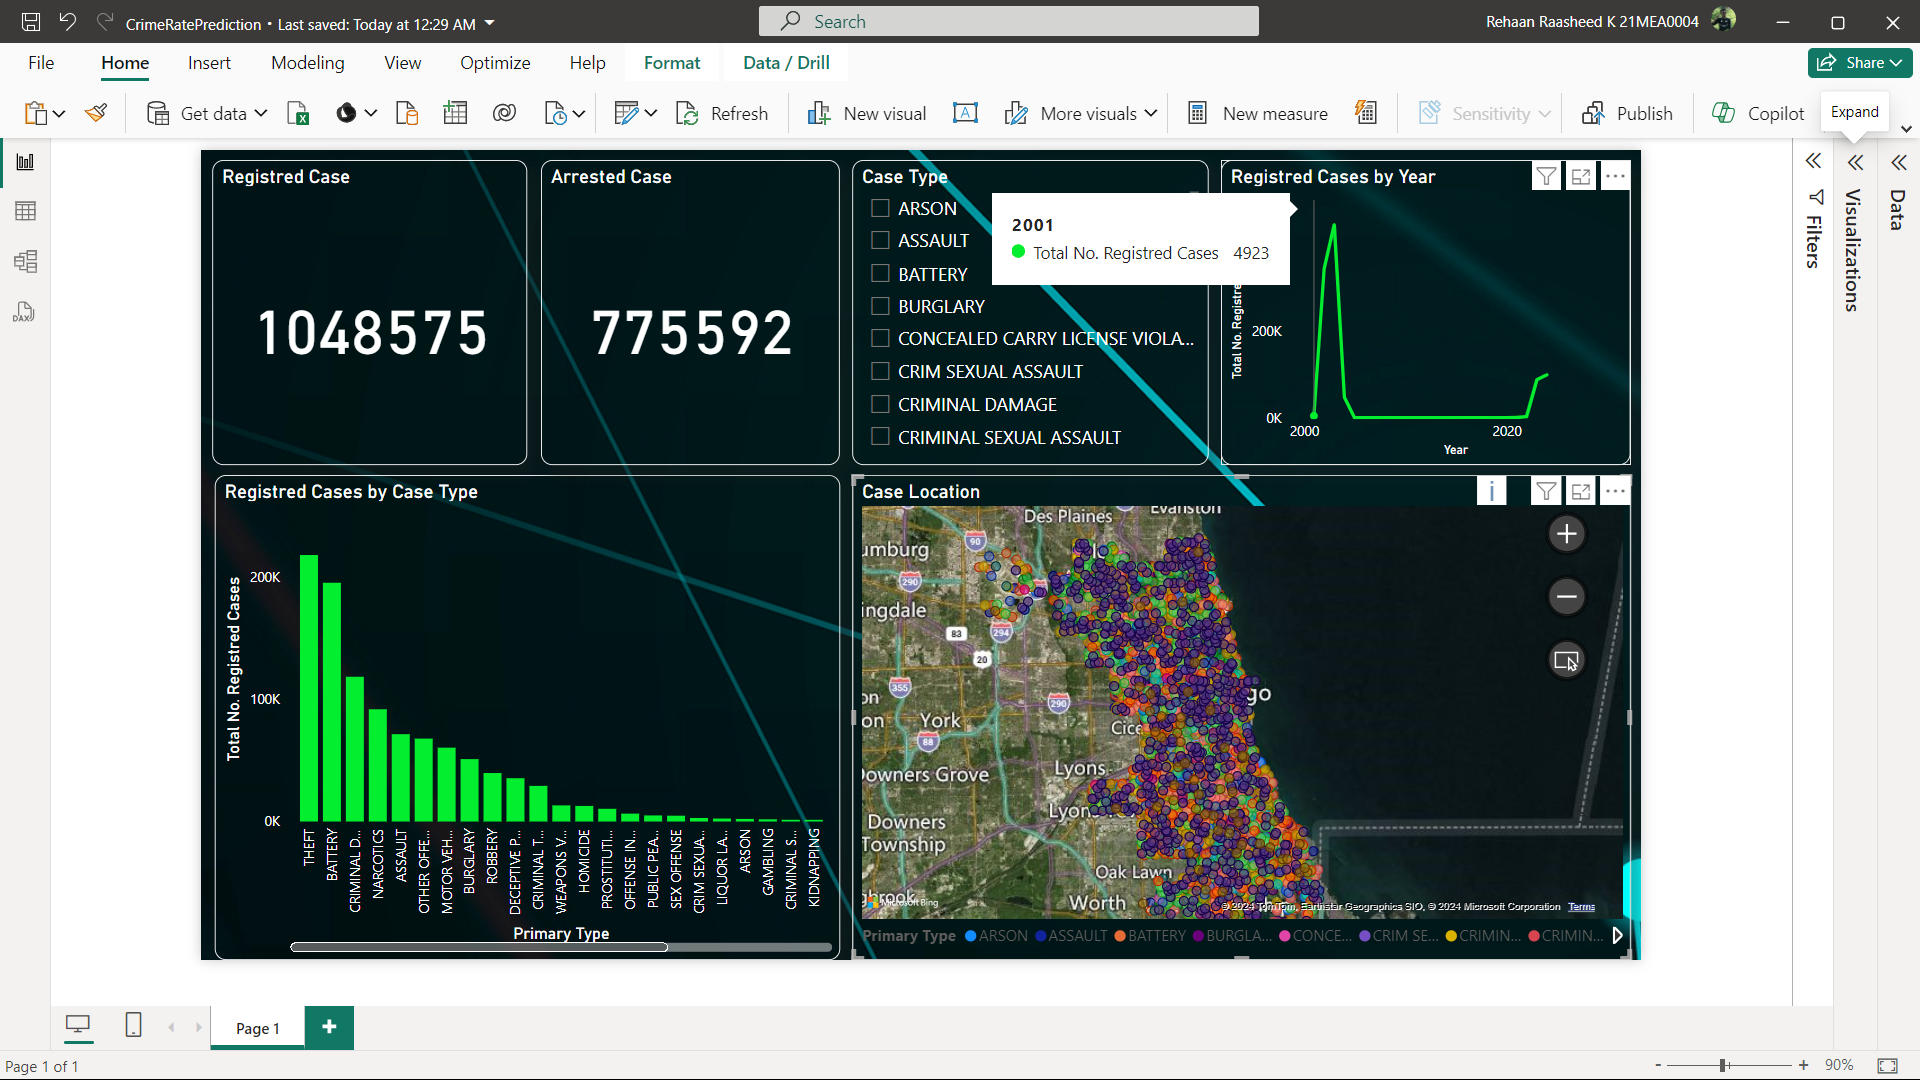 CrimeRatePrediction • Last saved: Today at 12:29 AM
Search
Rehaan Raasheed K 21MEA0004
File
Home
Insert
Modeling
View
Optimize
Help
Format
Data / Drill
Share
Get data
Refresh
New visual
More visuals
New measure
Sensitivity
Publish
Copilot
Expand
Registred Case
1048575
Arrested Case
775592
Case Type
ARSON
ASSAULT
BATTERY
BURGLARY
CONCEALED CARRY LICENSE VIOLA...
CRIM SEXUAL ASSAULT
CRIMINAL DAMAGE
CRIMINAL SEXUAL ASSAULT
2001
Total No. Registred Cases 4923
Registred Cases by Year
Total No. Registre
200K
0K
2000
2020
Year
Filters
Visualizations
Data
DAX
Registred Cases by Case Type
Total No. Registred Cases
200K
100K
0K
THEFT
BATTERY
CRIMINAL D...
NARCOTICS
ASSAULT
OTHER OFFE...
MOTOR VEH...
BURGLARY
ROBBERY
DECEPTIVE P...
CRIMINAL T...
WEAPONS V...
HOMICIDE
PROSTITUTI...
OFFENSE IN...
PUBLIC PEA...
SEX OFFENSE
CRIM SEXUA...
LIQUOR LA...
ARSON
GAMBLING
CRIMINAL S...
KIDNAPPING
Primary Type
Case Location
Des Plaines
Evanston
umburg
90
290
ingdale
83
294
20
355
290
go
on
on
York
Cice
88
Lyons
Downers Grove
Lyon
Downers
Township
Oak Lawn
Worth
brook
Microsoft Bing
© 2024 TomTom, Earthstar Geographics SIO, © 2024 Microsoft Corporation Terms
Primary Type
ARSON
ASSAULT
BATTERY
BURGLA...
CONCE...
CRIM SE...
CRIMIN...
CRIMIN...
Page 1
Page 1 of 1
90%